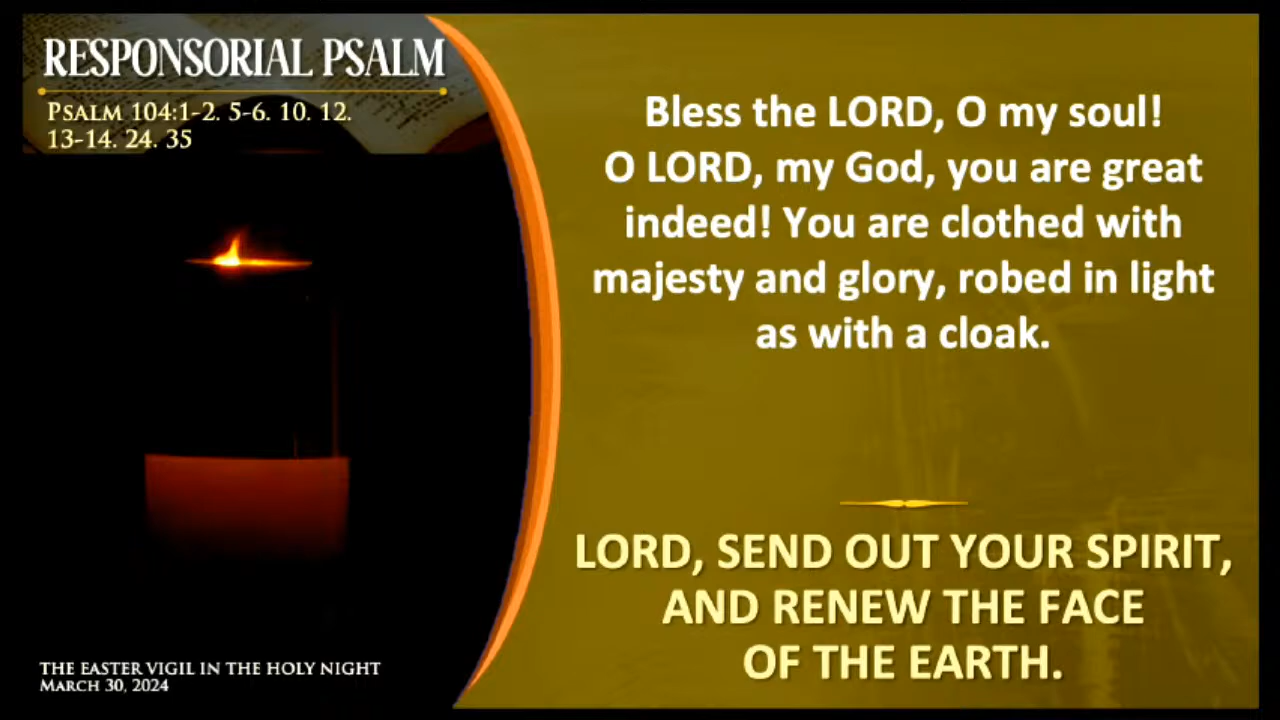 RESPONSORIAL PSALM
PSALM 104:1-2. 5-6. 10. 12.
13-14. 24. 35
Bless the LORD, O my soul!
O LORD, my God, you are great
indeed! You are clothed with
majesty and glory, robed in light
as with a cloak.
LORD, SEND OUT YOUR SPIRIT,
AND RENEW THE FACE
OF THE EARTH.
THE EASTER VIGIL IN THE HOLY NIGHT
MARCH 30, 2024